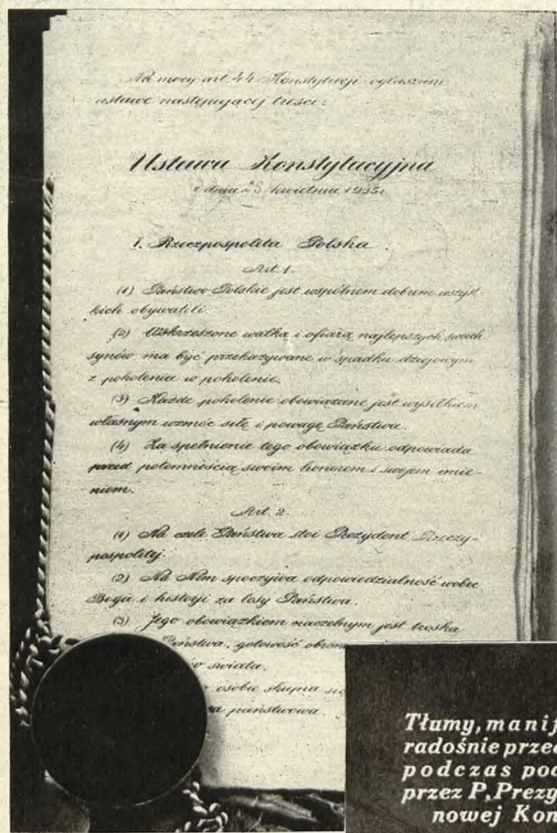 Na mocy art. 44 Konstytucji ogłaszam
ustawę następującej treści:
Ustawa Konstytucyjna
z dnia 23 kwietnia 1935 r.
I. Rzeczpospolita Polska.
Art. 1.
(1) Państwo Polskie jest wspólnem dobrem wszyst-
kich obywateli.
(2) Wskrzeszone walką i ofiarą najlepszych swoich
synów ma być przekazywane w spadku dziejowym
z pokolenia w pokolenie.
(3) Każde pokolenie obowiązane jest wysiłkiem
własnym wzmóc siłę i powagę Państwa.
(4) Za spełnienie tego obowiązku odpowiada
przed potomnością swoim honorem i swojem imie-
niem.
Art. 2.
(1) Na czele Państwa stoi Prezydent Rzeczy-
pospolitej.
(2) Na Nim spoczywa odpowiedzialność wobec
Boga i historji za losy Państwa.
(3) Jego obowiązkiem naczelnym jest troska
Państwa, gotowość obron
świata.
osobie skupia się
państwowa.
Tłumy, manif
radośnie przed
podczas pod
przez P. Prezy
nowej Kon